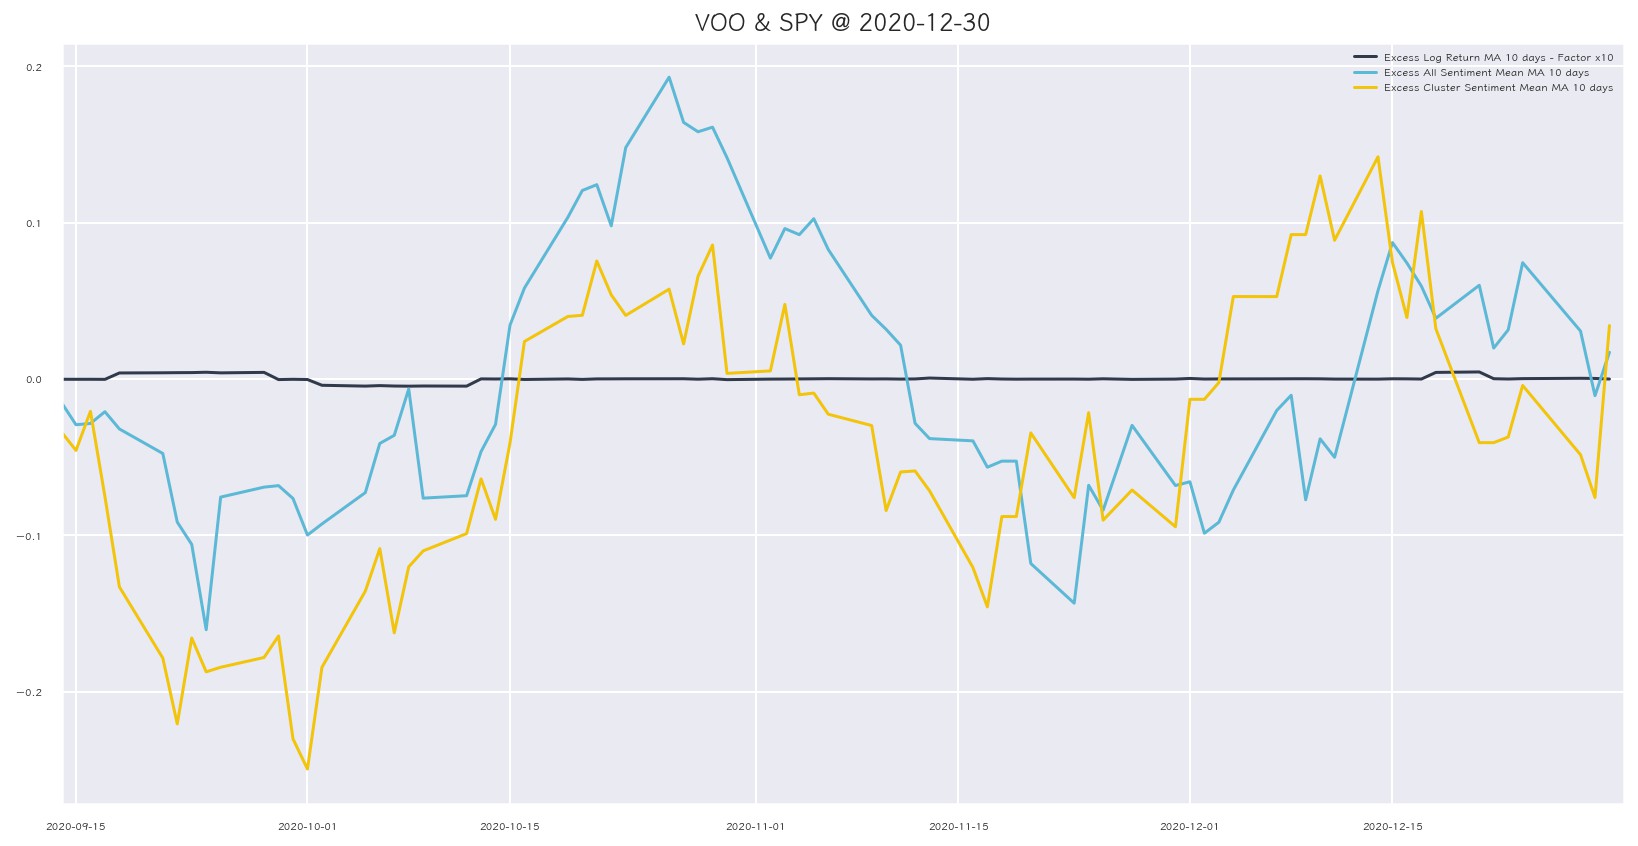 VOO & SPY @ 2020-12-30
Excess Log Return MA 10 days - Factor x10
Excess All Sentiment Mean MA 10 days
Excess Cluster Sentiment Mean MA 10 days
0.2
0.1
0.0
−0.1
−0.2
2020-09-15 2020-10-01 2020-10-15 2020-11-01 2020-11-15 2020-12-01 2020-12-15